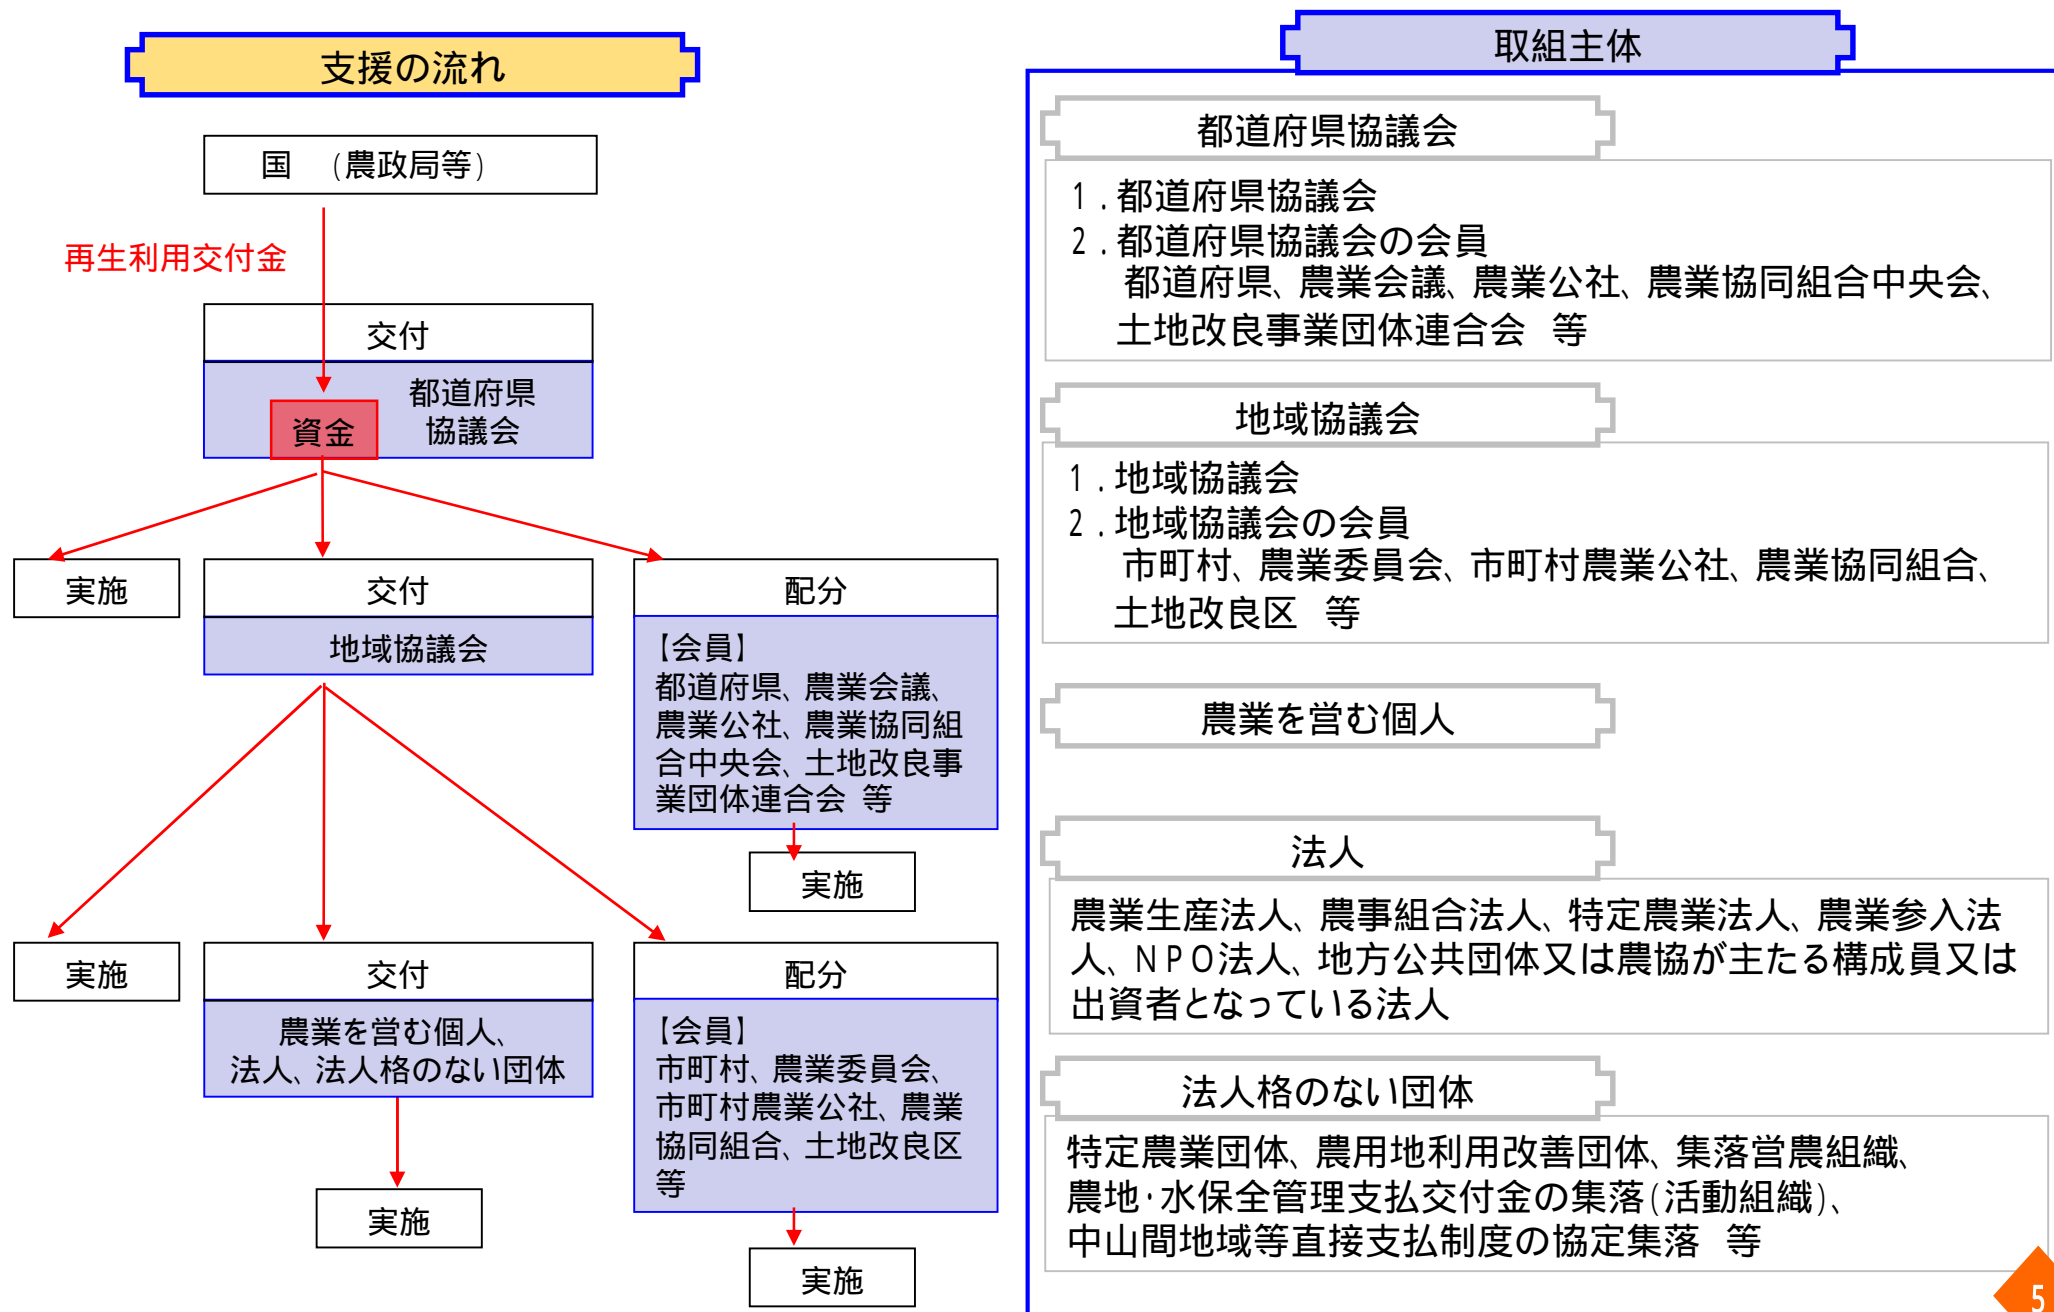 支援の流れ
国 (農政局等)
再生利用交付金
交付
都道府県
協議会
資金
実施
交付
地域協議会
配分
【会員】
都道府県、農業会議、
農業公社、農業協同組
合中央会、土地改良事
業団体連合会 等
実施
実施
交付
農業を営む個人、
法人、法人格のない団体
実施
配分
【会員】
市町村、農業委員会、
市町村農業公社、農業
協同組合、土地改良区
等
実施
取組主体
都道府県協議会
1.都道府県協議会
2.都道府県協議会の会員
都道府県、農業会議、農業公社、農業協同組合中央会、
土地改良事業団体連合会 等
地域協議会
1.地域協議会
2.地域協議会の会員
市町村、農業委員会、市町村農業公社、農業協同組合、
土地改良区 等
農業を営む個人
法人
農業生産法人、農事組合法人、特定農業法人、農業参入法
人、NPO法人、地方公共団体又は農協が主たる構成員又は
出資者となっている法人
法人格のない団体
特定農業団体、農用地利用改善団体、集落営農組織、
農地・水保全管理支払交付金の集落(活動組織)、
中山間地域等直接支払制度の協定集落 等
5